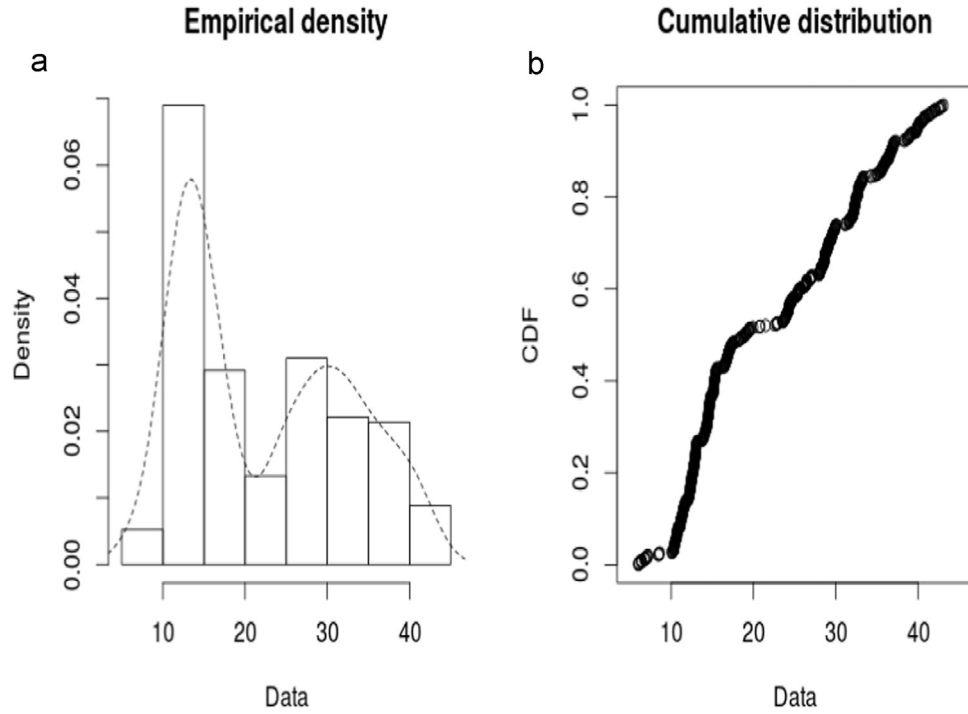 Empirical density
Cumulative distribution
a
b
Density
0.00
0.02
0.04
0.06
10
20
30
40
Data
CDF
0.0
0.2
0.4
0.6
0.8
1.0
10
20
30
40
Data